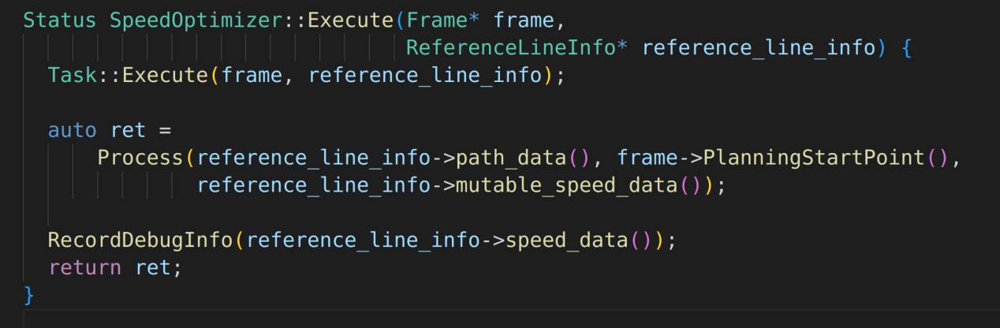 Status SpeedOptimizer::Execute(Frame* frame,
                               ReferenceLineInfo* reference_line_info) {
  Task::Execute(frame, reference_line_info);

  auto ret =
      Process(reference_line_info->path_data(), frame->PlanningStartPoint(),
              reference_line_info->mutable_speed_data());

  RecordDebugInfo(reference_line_info->speed_data());
  return ret;
}